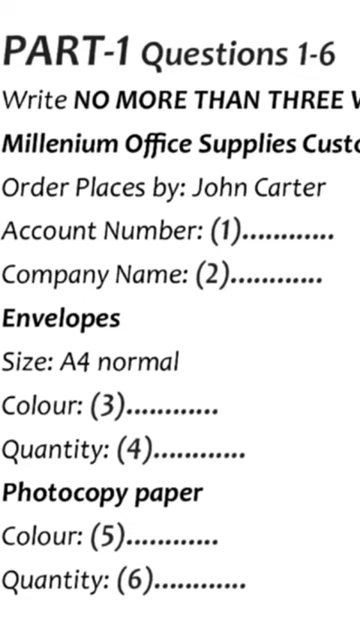 PART-1 Questions 1-6
Write NO MORE THAN THREE
Millenium Office Supplies
Order Places by: John Carter
Account Number: (1)............
Company Name: (2)............
Envelopes
Size: A4 normal
Colour: (3)............
Quantity: (4)............
Photocopy paper
Colour: (5)............
Quantity: (6)............